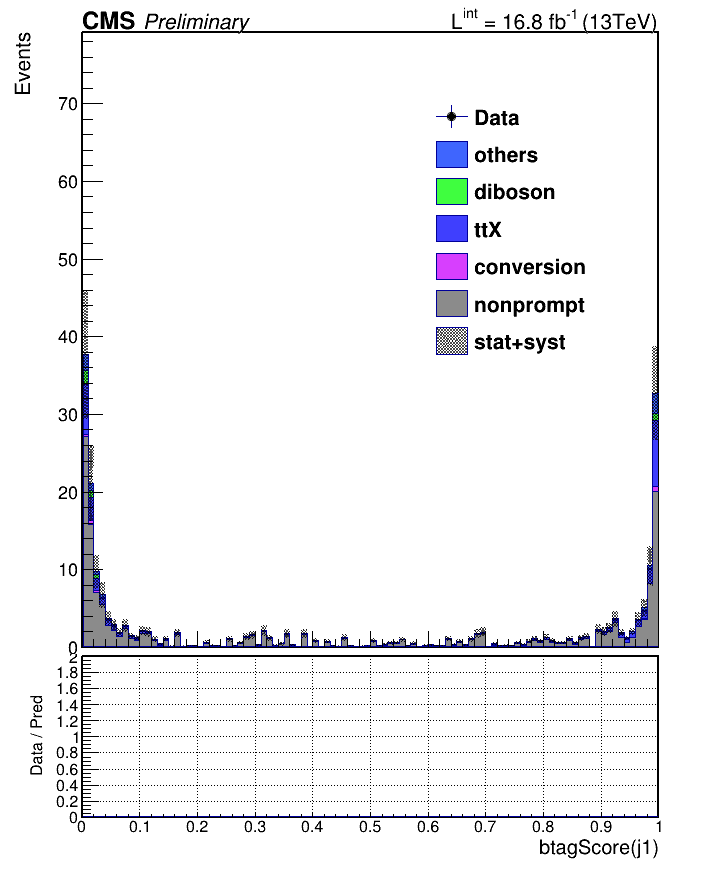 CMS Preliminary L^int = 16.8 fb^-1 (13TeV)
Events
70
60
50
40
30
20
10
0
Data
others
diboson
ttX
conversion
nonprompt
stat+syst
Data / Pred
2
1.8
1.6
1.4
1.2
1
0.8
0.6
0.4
0.2
0
0 0.1 0.2 0.3 0.4 0.5 0.6 0.7 0.8 0.9 1
btagScore(j1)